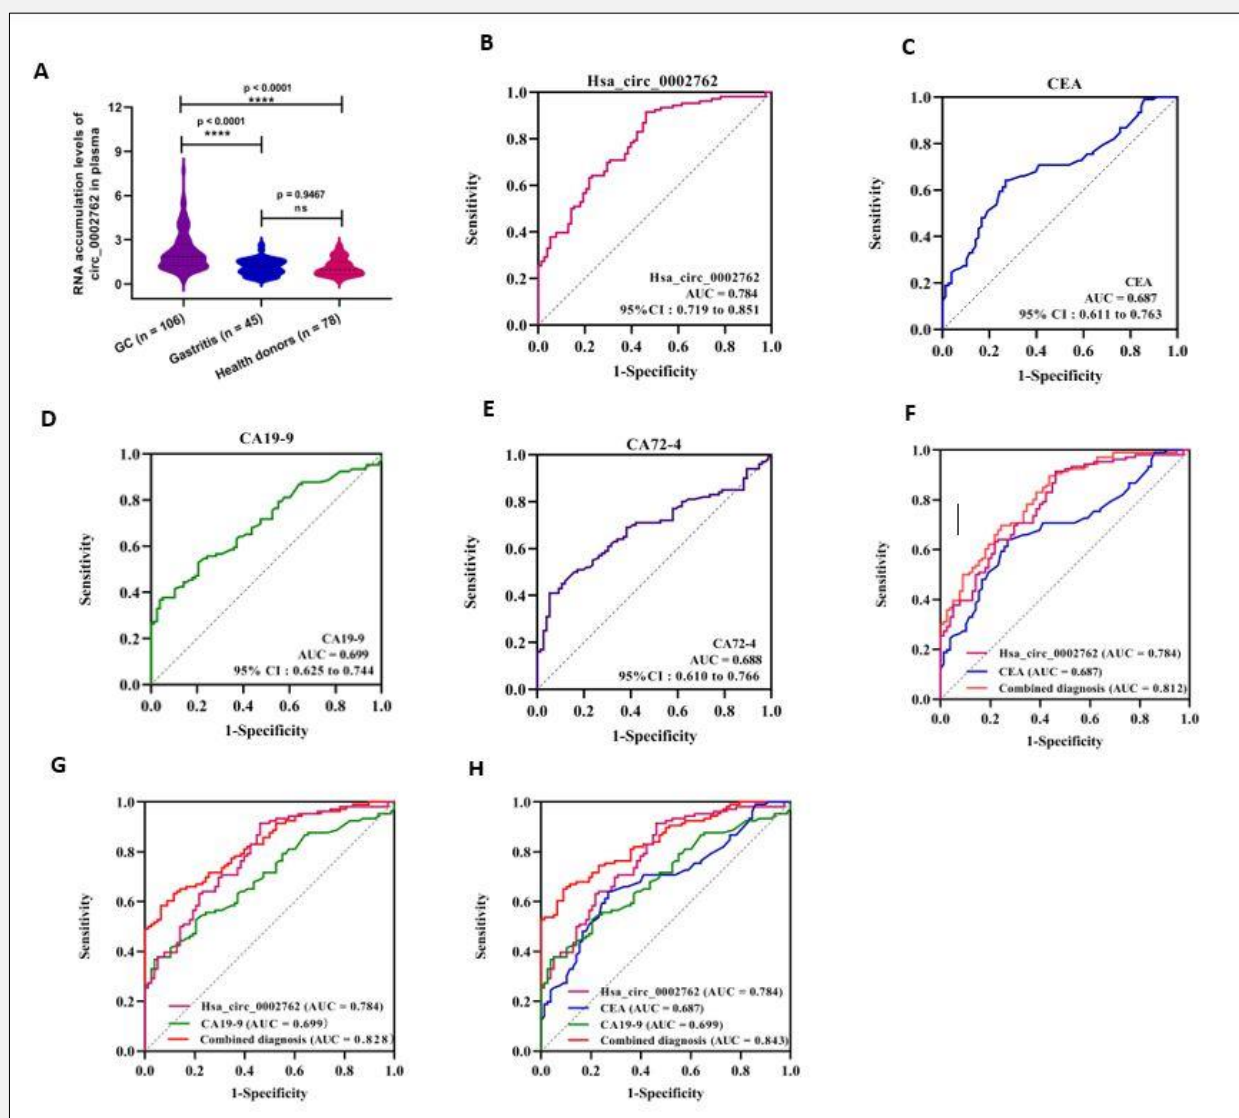 A
RNA accumulation levels of
circ_0002762 in plasma
12
9
6
3
0
p < 0.0001
****
p < 0.0001
****
p = 0.9467
ns
GC (n = 106)
Gastritis (n = 45)
Health donors (n = 78)
B
Hsa_circ_0002762
Sensitivity
1.0
0.8
0.6
0.4
0.2
0.0
Hsa_circ_0002762
AUC = 0.784
95%CI : 0.719 to 0.851
0.0 0.2 0.4 0.6 0.8 1.0
1-Specificity
C
CEA
Sensitivity
1.0
0.8
0.6
0.4
0.2
0.0
CEA
AUC = 0.687
95% CI : 0.611 to 0.763
0.0 0.2 0.4 0.6 0.8 1.0
1-Specificity
D
CA19-9
Sensitivity
1.0
0.8
0.6
0.4
0.2
0.0
CA19-9
AUC = 0.699
95% CI : 0.625 to 0.744
0.0 0.2 0.4 0.6 0.8 1.0
1-Specificity
E
CA72-4
Sensitivity
1.0
0.8
0.6
0.4
0.2
0.0
CA72-4
AUC = 0.688
95%CI : 0.610 to 0.766
0.0 0.2 0.4 0.6 0.8 1.0
1-Specificity
F
Sensitivity
1.0
0.8
0.6
0.4
0.2
0.0
Hsa_circ_0002762 (AUC = 0.784)
CEA (AUC = 0.687)
Combined diagnosis (AUC = 0.812)
0.0 0.2 0.4 0.6 0.8 1.0
1-Specificity
G
Sensitivity
1.0
0.8
0.6
0.4
0.2
0.0
Hsa_circ_0002762 (AUC = 0.784)
CA19-9 (AUC = 0.699)
Combined diagnosis (AUC = 0.828)
0.0 0.2 0.4 0.6 0.8 1.0
1-Specificity
H
Sensitivity
1.0
0.8
0.6
0.4
0.2
0.0
Hsa_circ_0002762 (AUC = 0.784)
CEA (AUC = 0.687)
CA19-9 (AUC = 0.699)
Combined diagnosis (AUC = 0.843)
0.0 0.2 0.4 0.6 0.8 1.0
1-Specificity